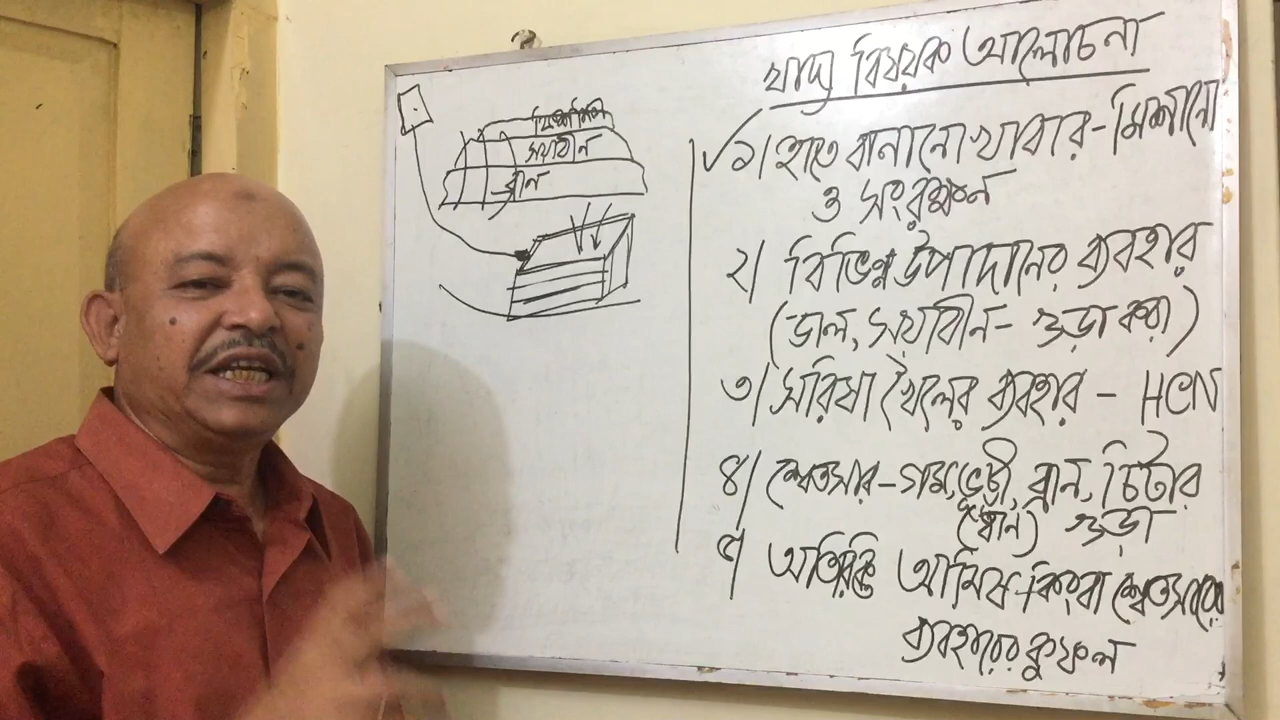 খাদ্য বিষয়ক আলোচনা
সয়াবীন
ব্রান
১| হাতে বানানো খাবার - মিশানো
ও সংরক্ষন
২| বিভিন্ন উপাদানের ব্যবহার
(ডাল, সয়াবীন - গুড়া করা)
৩| সরিষা খৈলের ব্যবহার - HCN
৪| শ্বেতসার - গম, ভূট্টা, ব্রান, চিটার
(ধান) গুড়া
৫| অতিরিক্ত আমিষ কিংবা শ্বেতসারের
ব্যবহারের কুফল